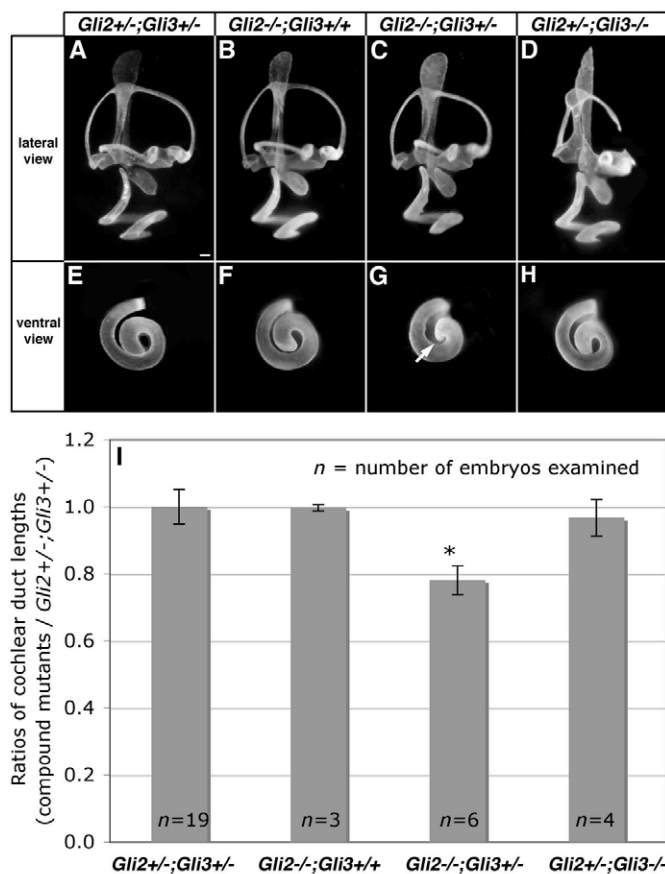 Gli2+/-;Gli3+/- Gli2-/-;Gli3+/+ Gli2-/-;Gli3+/- Gli2+/-;Gli3-/-
A B C D
lateral
view
E F G H
ventral
view
I
n = number of embryos examined
Ratios of cochlear duct lengths
(compound mutants / Gli2+/-;Gli3+/-)
1.2
1.0
0.8
0.6
0.4
0.2
0.0
*
n=19 n=3 n=6 n=4
Gli2+/-;Gli3+/- Gli2-/-;Gli3+/+ Gli2-/-;Gli3+/- Gli2+/-;Gli3-/-